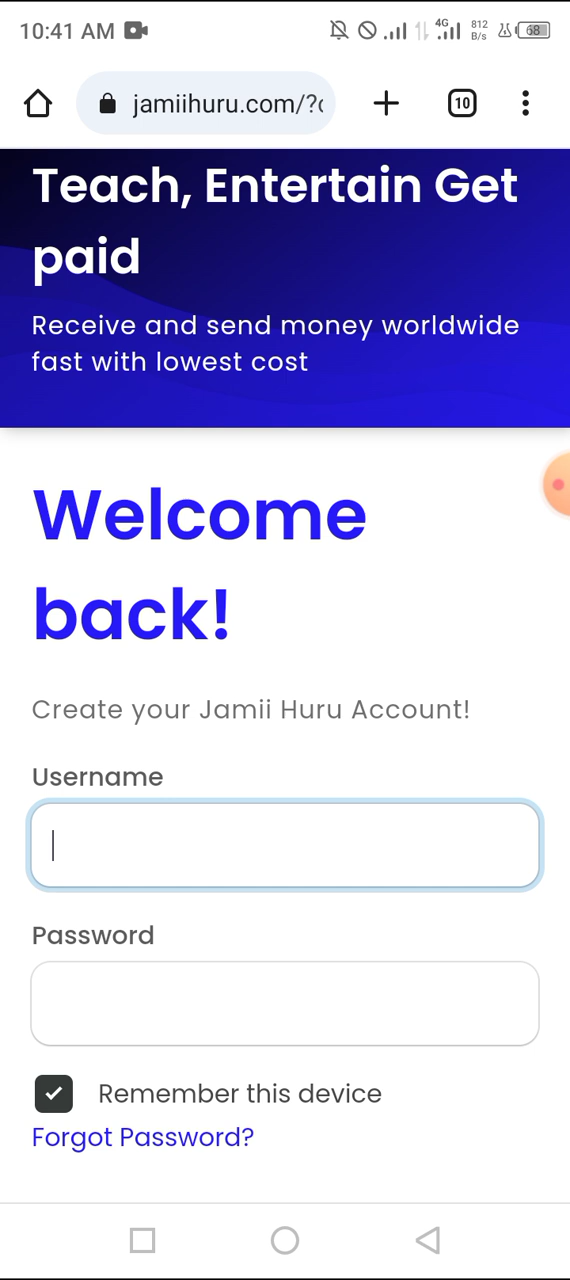 10:41 AM 4G 812 B/s 68
jamiihuru.com/?c 10
Teach, Entertain Get
paid
Receive and send money worldwide
fast with lowest cost
Welcome
back!
Create your Jamii Huru Account!
Username
Password
Remember this device
Forgot Password?